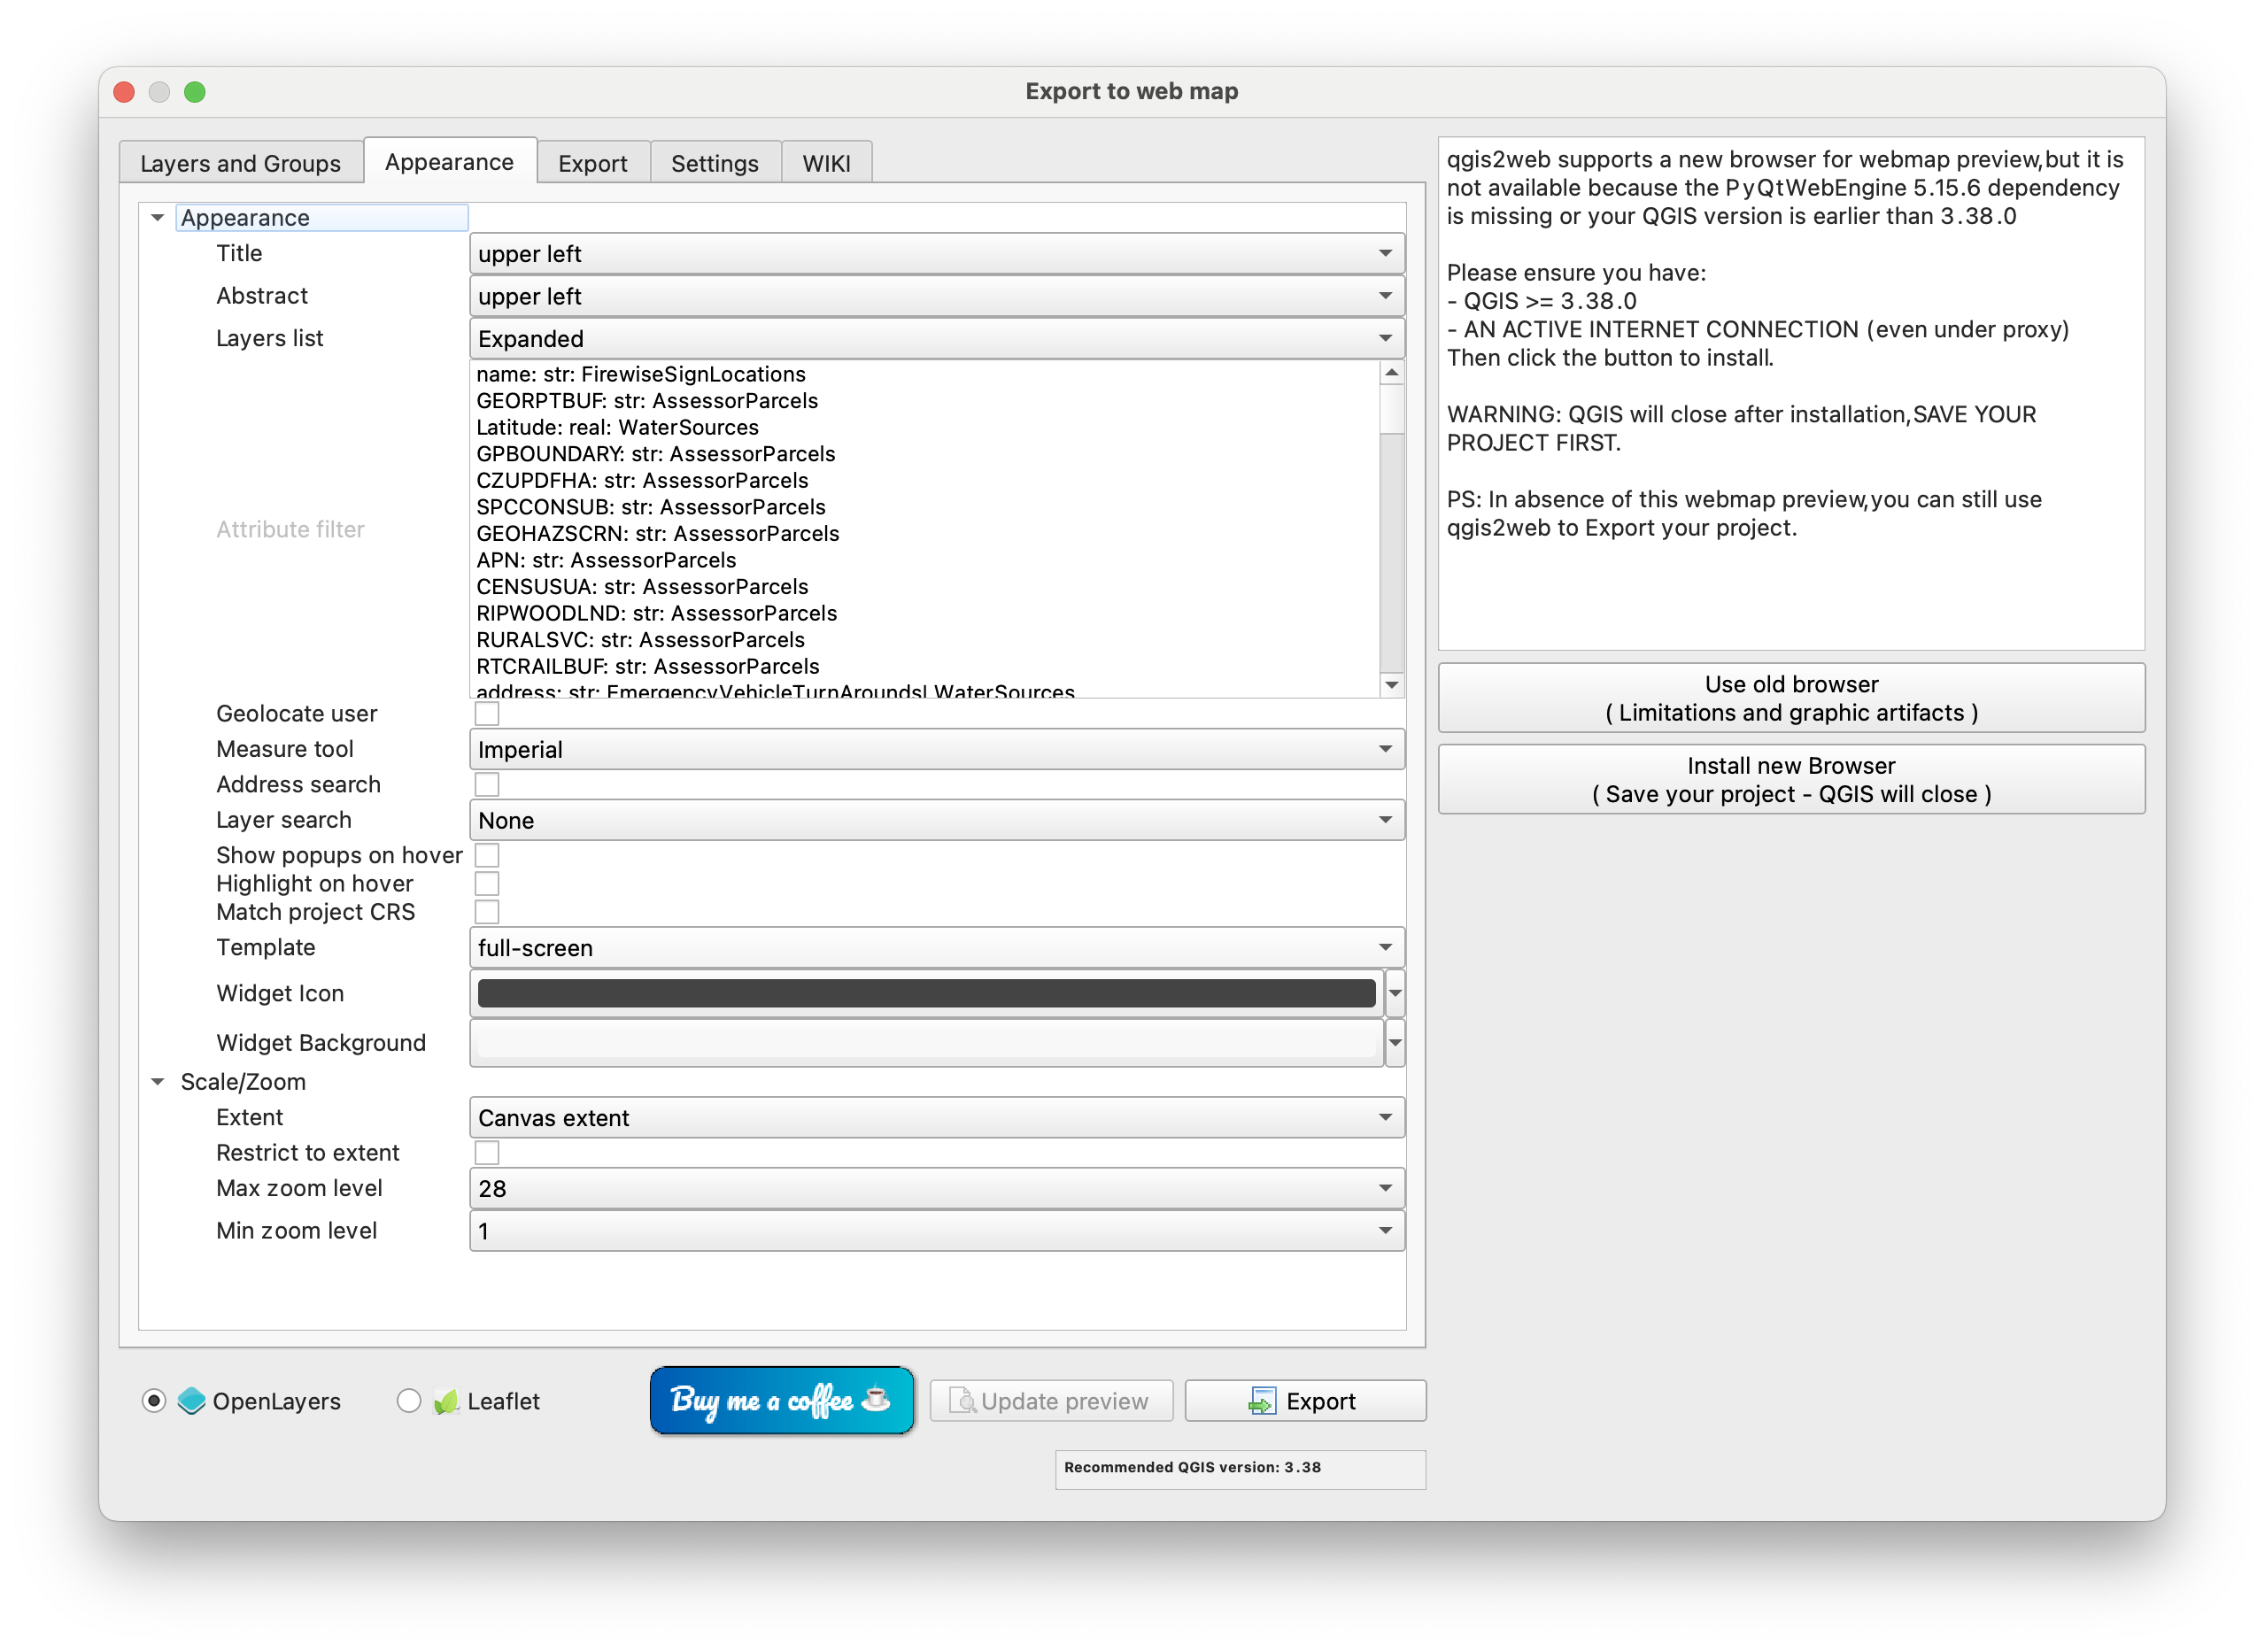 Export to web map
Layers and Groups
Appearance
Export
Settings
WIKI
Appearance
Title
upper left
Abstract
upper left
Layers list
Expanded
Attribute filter
name: str: FirewiseSignLocations
GEORPTBUF: str: AssessorParcels
Latitude: real: WaterSources
GPBOUNDARY: str: AssessorParcels
CZUPDFHA: str: AssessorParcels
SPCCONSUB: str: AssessorParcels
GEOHAZSCRN: str: AssessorParcels
APN: str: AssessorParcels
CENSUSUA: str: AssessorParcels
RIPWOODLND: str: AssessorParcels
RURALSVC: str: AssessorParcels
RTCRAILBUF: str: AssessorParcels
address: str: EmergencyVehicleTurnArounds| WaterSources
Geolocate user
Measure tool
Imperial
Address search
Layer search
None
Show popups on hover
Highlight on hover
Match project CRS
Template
full-screen
Widget Icon
Widget Background
Scale/Zoom
Extent
Canvas extent
Restrict to extent
Max zoom level
28
Min zoom level
1
OpenLayers
Leaflet
Buy me a coffee
Update preview
Export
Recommended QGIS version: 3.38
qgis2web supports a new browser for webmap preview,but it is
not available because the PyQtWebEngine 5.15.6 dependency
is missing or your QGIS version is earlier than 3.38.0
Please ensure you have:
- QGIS >= 3.38.0
- AN ACTIVE INTERNET CONNECTION (even under proxy)
Then click the button to install.
WARNING: QGIS will close after installation,SAVE YOUR
PROJECT FIRST.
PS: In absence of this webmap preview,you can still use
qgis2web to Export your project.
Use old browser
( Limitations and graphic artifacts )
Install new Browser
( Save your project - QGIS will close )